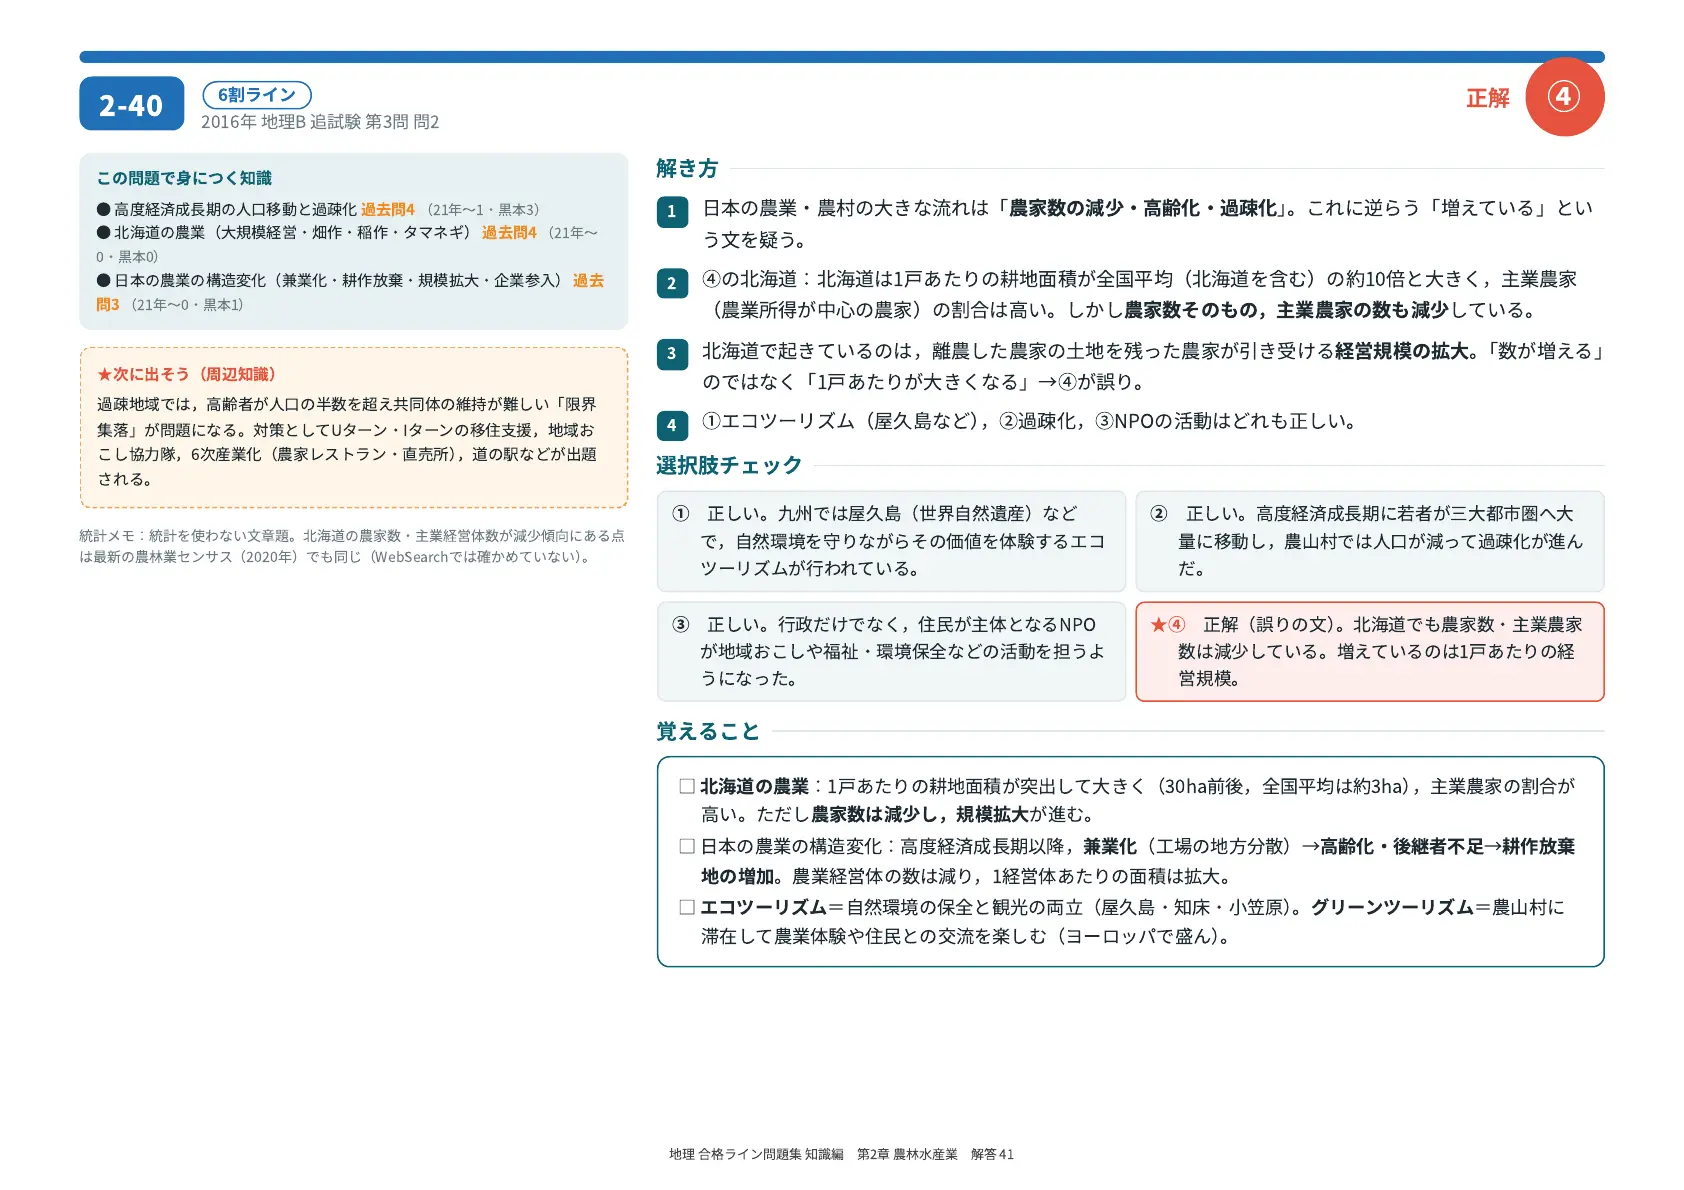 2-40
6割ライン
2016年 地理B 追試験 第3問 問2
正解 ④
この問題で身につく知識
● 高度経済成長期の人口移動と過疎化 過去問4 （21年〜1・黒本3）
● 北海道の農業（大規模経営・畑作・稲作・タマネギ） 過去問4 （21年〜
0・黒本0）
● 日本の農業の構造変化（兼業化・耕作放棄・規模拡大・企業参入） 過去
問3 （21年〜0・黒本1）
★次に出そう（周辺知識）
過疎地域では，高齢者が人口の半数を超え共同体の維持が難しい「限界
集落」が問題になる。対策としてUターン・Iターンの移住支援，地域お
こし協力隊，6次産業化（農家レストラン・直売所），道の駅などが出題
される。
統計メモ：統計を使わない文章題。北海道の農家数・主業経営体数が減少傾向にある点
は最新の農林業センサス（2020年）でも同じ（WebSearchでは確かめていない）。
解き方
1 日本の農業・農村の大きな流れは「農家数の減少・高齢化・過疎化」。これに逆らう「増えている」とい
う文を疑う。
2 ④の北海道：北海道は1戸あたりの耕地面積が全国平均（北海道を含む）の約10倍と大きく，主業農家
（農業所得が中心の農家）の割合は高い。しかし農家数そのもの，主業農家の数も減少している。
3 北海道で起きているのは，離農した農家の土地を残った農家が引き受ける経営規模の拡大。「数が増える」
のではなく「1戸あたりが大きくなる」→④が誤り。
4 ①エコツーリズム（屋久島など），②過疎化，③NPOの活動はどれも正しい。
選択肢チェック
① 正しい。九州では屋久島（世界自然遺産）など
で，自然環境を守りながらその価値を体験するエコ
ツーリズムが行われている。
② 正しい。高度経済成長期に若者が三大都市圏へ大
量に移動し，農山村では人口が減って過疎化が進ん
だ。
③ 正しい。行政だけでなく，住民が主体となるNPO
が地域おこしや福祉・環境保全などの活動を担うよ
うになった。
★④ 正解（誤りの文）。北海道でも農家数・主業農家
数は減少している。増えているのは1戸あたりの経
営規模。
覚えること
□ 北海道の農業：1戸あたりの耕地面積が突出して大きく（30ha前後，全国平均は約3ha），主業農家の割合が
高い。ただし農家数は減少し，規模拡大が進む。
□ 日本の農業の構造変化：高度経済成長期以降，兼業化（工場の地方分散）→高齢化・後継者不足→耕作放棄
地の増加。農業経営体の数は減り，1経営体あたりの面積は拡大。
□ エコツーリズム＝自然環境の保全と観光の両立（屋久島・知床・小笠原）。グリーンツーリズム＝農山村に
滞在して農業体験や住民との交流を楽しむ（ヨーロッパで盛ん）。
地理 合格ライン問題集 知識編 第2章 農林水産業 解答 41